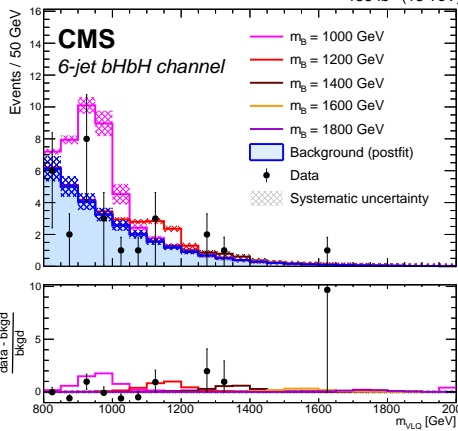 CMS
6-jet bHbH channel
Events / 50 GeV
16
14
12
10
8
6
4
2
0
m_B = 1000 GeV
m_B = 1200 GeV
m_B = 1400 GeV
m_B = 1600 GeV
m_B = 1800 GeV
Background (postfit)
Data
Systematic uncertainty
data - bkgd
bkgd
10
5
0
800 1000 1200 1400 1600 1800 2000
m_VLQ [GeV]